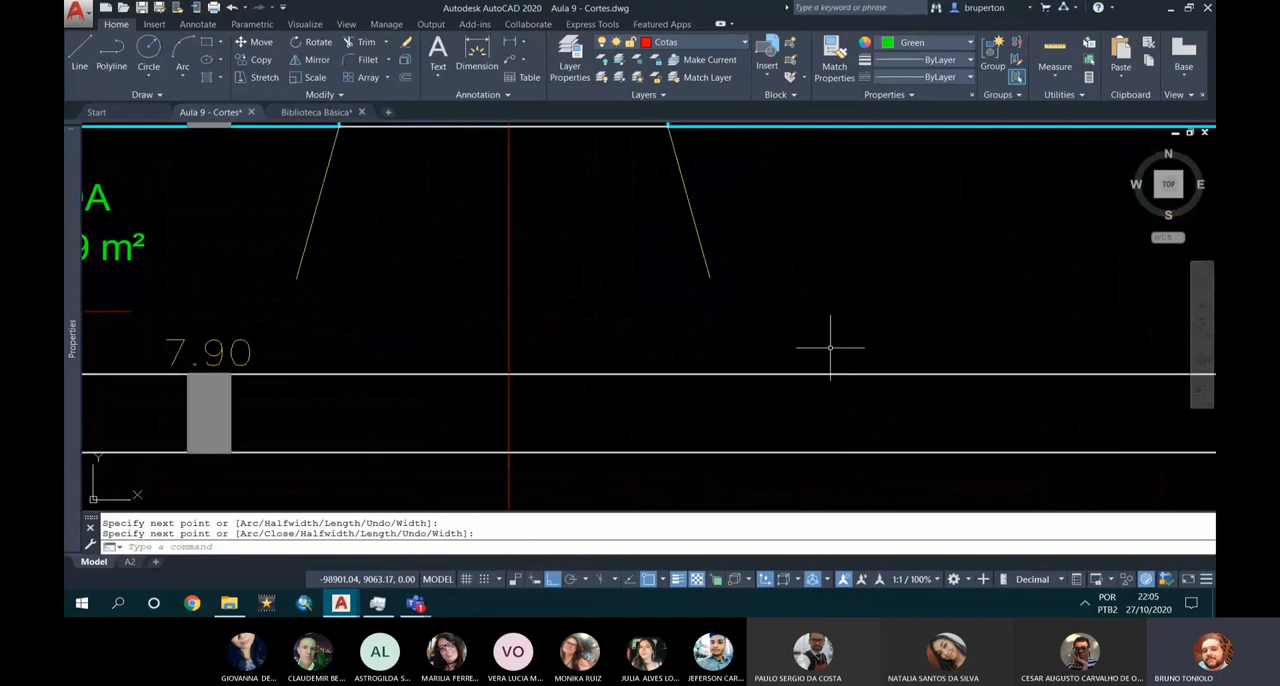 Autodesk AutoCAD 2020 Aula 9 - Cortes.dwg
Type a keyword or phrase
bruperton
Home Insert Annotate Parametric View Manage Output Add-ins Collaborate Express Tools Featured Apps
Line
Polyline
Circle
Arc
Move
Copy
Stretch
Rotate
Mirror
Scale
Trim
Fillet
Array
Text
Dimension
Table
Layer
Properties
Cotas
Make Current
Match Layer
Insert
Match
Properties
Green
ByLayer
ByLayer
Group
Measure
Paste
Base
Draw
Modify
Annotation
Layers
Block
Properties
Groups
Utilities
Clipboard
View
Start
Aula 9 - Cortes*
Biblioteca Básica*
N
W
TOP
E
S
WCS
A
9 m²
7.90
Properties
Y
X
Specify next point or [Arc/Halfwidth/Length/Undo/Width]:
Specify next point or [Arc/Close/Halfwidth/Length/Undo/Width]:
Type a command
Model
A2
-98901.04, 9063.17, 0.00
MODEL
1:1 / 100%
Decimal
POR
PTB2
22:05
27/10/2020
AL
VO
GIOVANNA DE...
CLAUDEMIR BE...
ASTROGILDA S...
MARILIA FERRE...
VERA LUCIA M...
MONIKA RUIZ
JULIA ALVES LO...
JEFERSON CAR...
PAULO SERGIO DA COSTA
NATALIA SANTOS DA SILVA
CESAR AUGUSTO CARVALHO DE O...
BRUNO TONIOLO